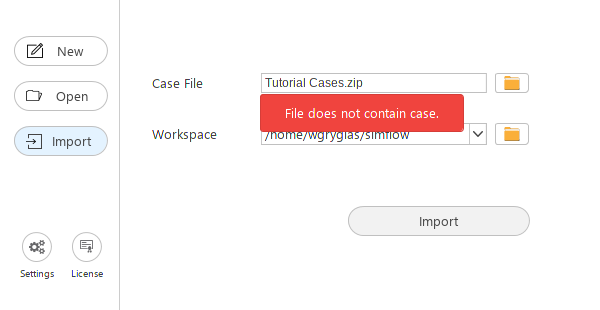 New
Open
Import
Case File
Tutorial Cases.zip
File does not contain case.
Workspace
/home/wgryglas/simflow
Import
Settings
License